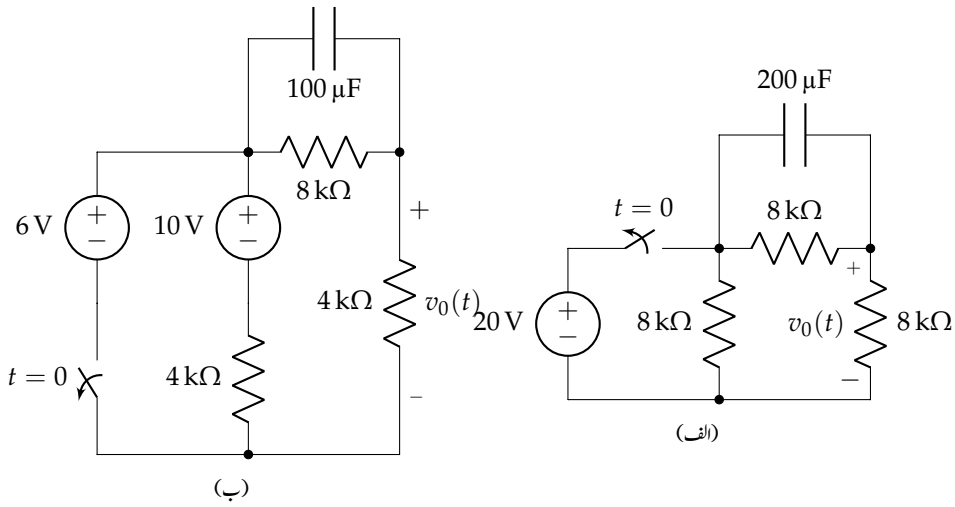 100 µF
8 kΩ
6 V
10 V
+
−
+
−
+
4 kΩ
v₀(t)
−
t = 0
4 kΩ
(ب)
200 µF
t = 0
8 kΩ
20 V
+
−
8 kΩ
+
v₀(t)
−
8 kΩ
(الف)